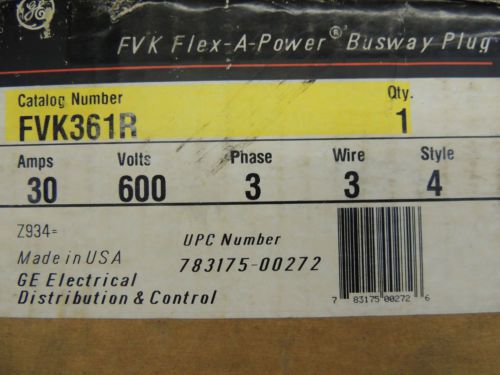 GE
FVK Flex-A-Power® Busway Plug
Catalog Number Qty.
FVK361R 1
Amps Volts Phase Wire Style
30 600 3 3 4
Z934=
Made in USA
GE Electrical
Distribution & Control
UPC Number
783175-00272
7 83175 00272 6